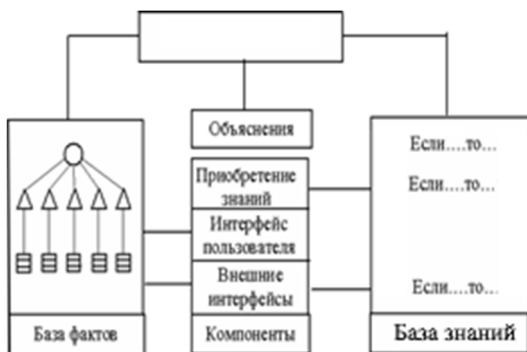 Объяснения
Приобретение
знаний
Интерфейс
пользователя
Внешние
интерфейсы
Компоненты
База фактов
Если....то...
Если....то...
Если....то...
База знаний